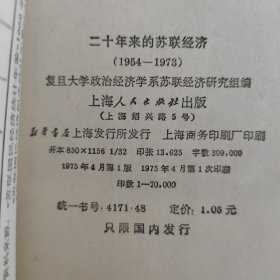 二十年来的苏联经济
(1954—1973)
复旦大学政治经济学系苏联经济研究组编
上海人民出版社出版
(上海绍兴路5号)
新华书店上海发行所发行 上海商务印刷厂印刷
开本850×1156 1/32 印张13.625 字数309,000
1975年4月第1版 1975年4月第1次印刷
印数1—70,000
统一书号:4171·48 定价:1.05元
只限国内发行